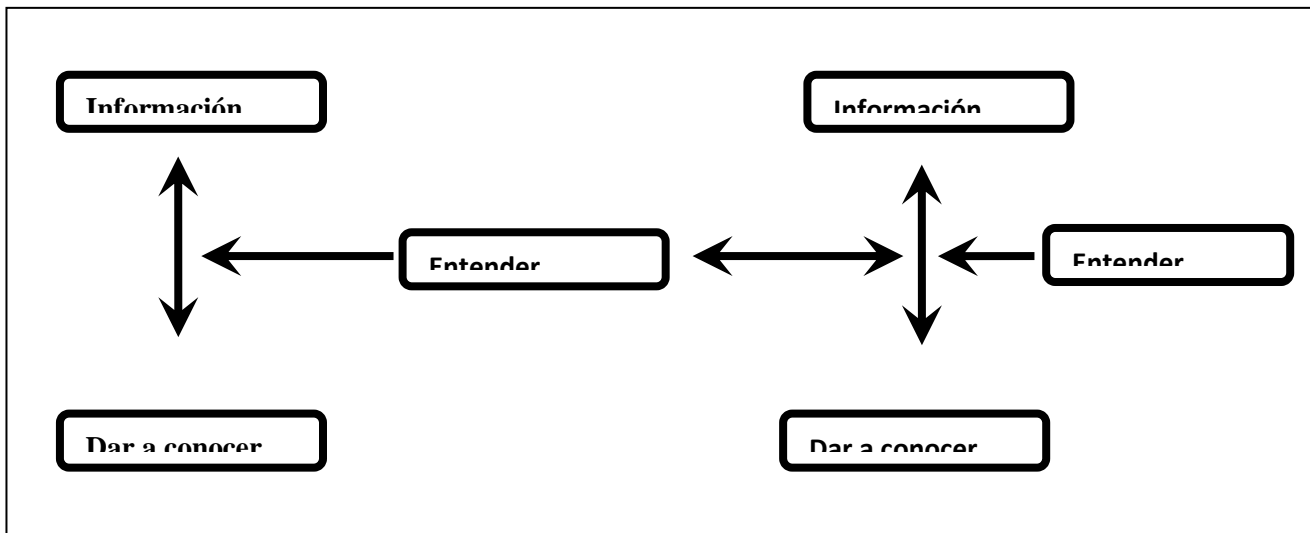 Información
Información
Entender
Entender
Dar a conocer
Dar a conocer